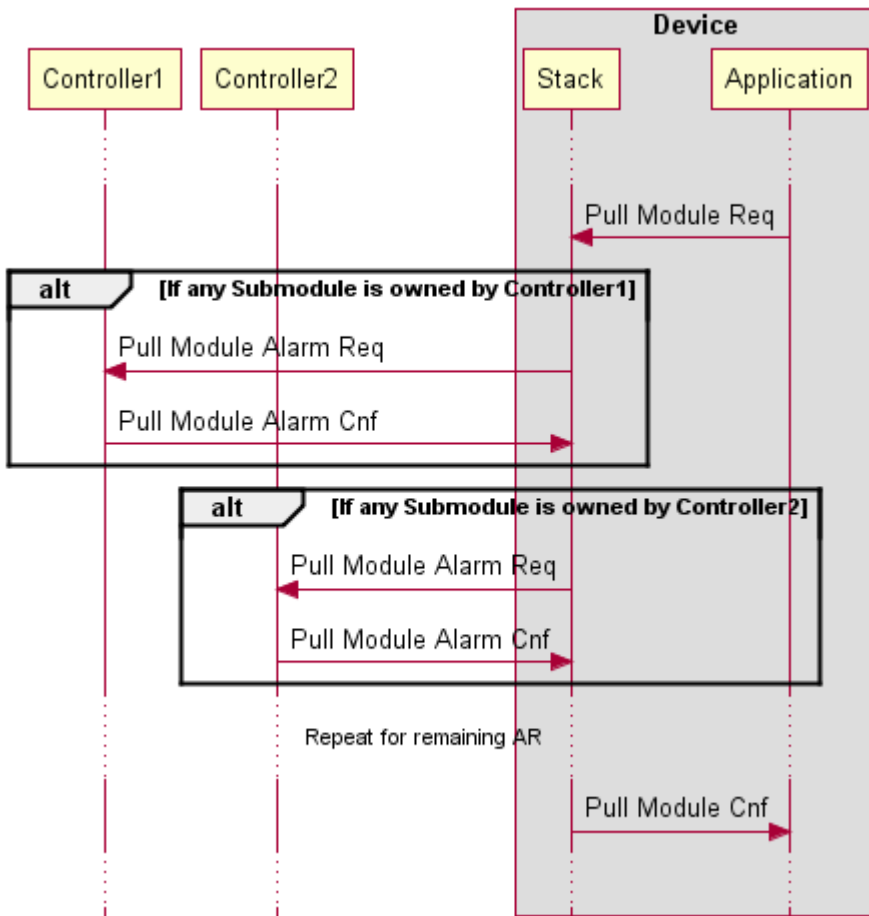 Device
Controller1
Controller2
Stack
Application
Pull Module Req
alt
[If any Submodule is owned by Controller1]
Pull Module Alarm Req
Pull Module Alarm Cnf
alt
[If any Submodule is owned by Controller2]
Pull Module Alarm Req
Pull Module Alarm Cnf
Repeat for remaining AR
Pull Module Cnf